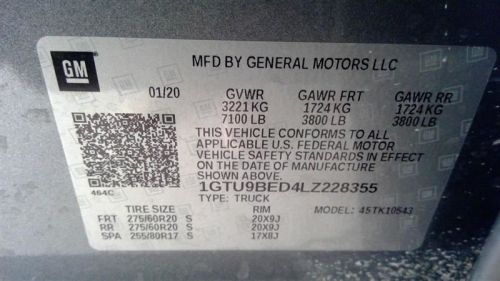 GM
MFD BY GENERAL MOTORS LLC
01/20 GVWR GAWR FRT GAWR RR
3221 KG 1724 KG 1724 KG
7100 LB 3800 LB 3800 LB
THIS VEHICLE CONFORMS TO ALL
APPLICABLE U.S. FEDERAL MOTOR
VEHICLE SAFETY STANDARDS IN EFFECT
ON THE DATE OF MANUFACTURE
SHOWN ABOVE.
464C 1GTU9BED4LZ228355
TYPE: TRUCK
TIRE SIZE RIM MODEL: 45TK10543
FRT 275/60R20 S 20X9J
RR 275/60R20 S 20X9J
SPA 255/80R17 S 17X8J